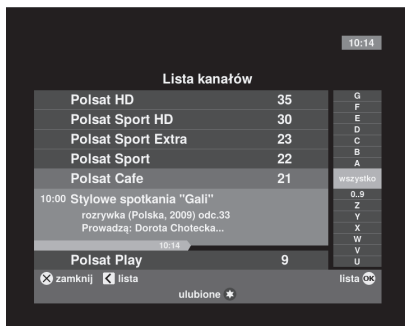 10:14
Lista kanałów
Polsat HD 35
Polsat Sport HD 30
Polsat Sport Extra 23
Polsat Sport 22
Polsat Cafe 21
10:00 Stylowe spotkania "Gali"
rozrywka (Polska, 2009) odc.33
Prowadzą: Dorota Chotecka...
10:14
Polsat Play 9
G
F
E
D
C
B
A
wszystko
0..9
Z
Y
X
W
V
U
zamknij lista lista OK
ulubione